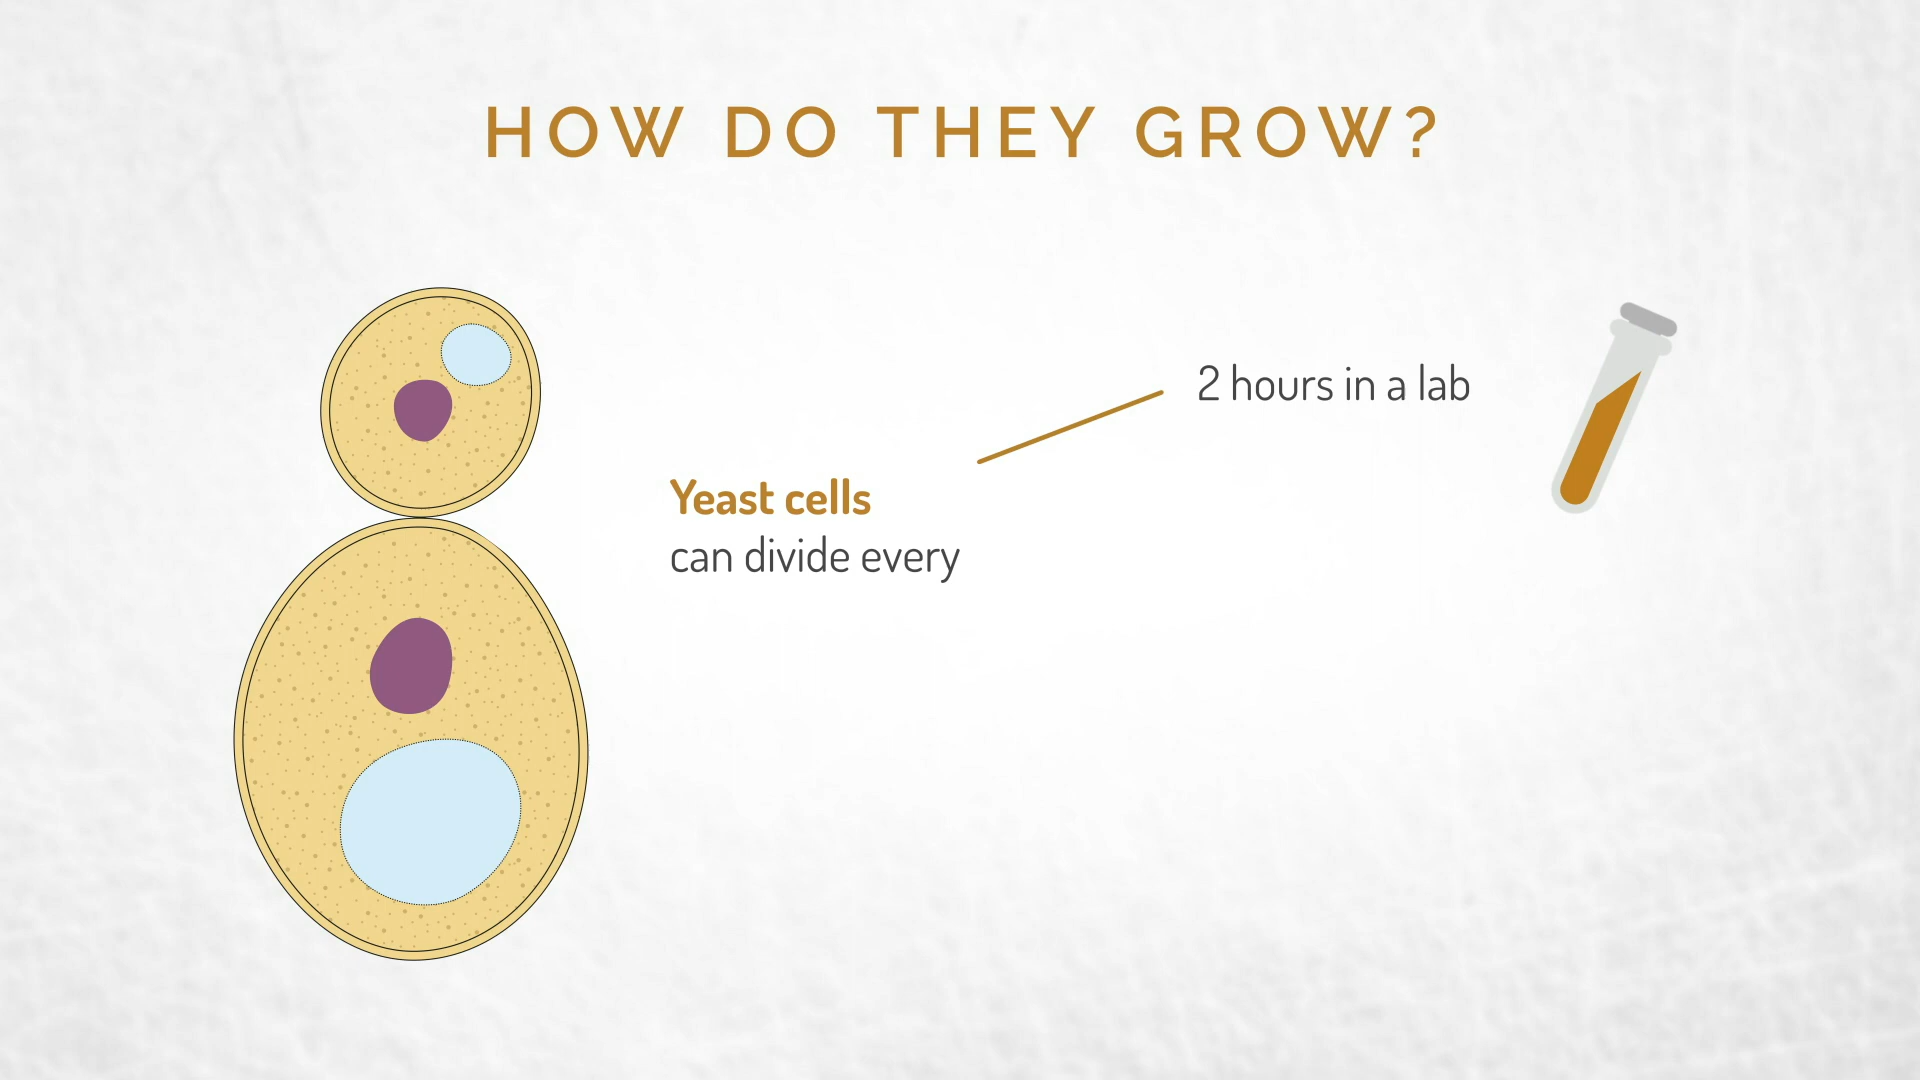 HOW DO THEY GROW?
2 hours in a lab
Yeast cells
can divide every